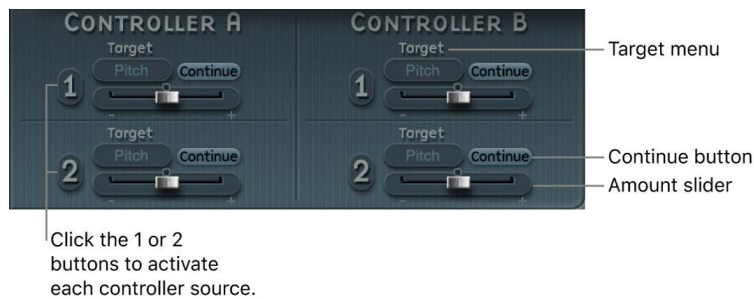 CONTROLLER A
CONTROLLER B
Target
Target
Target menu
Pitch
Continue
Pitch
Continue
1
1
-
+
-
+
Target
Target
Pitch
Continue
Pitch
Continue
Continue button
2
2
Amount slider
-
+
-
+
Click the 1 or 2
buttons to activate
each controller source.